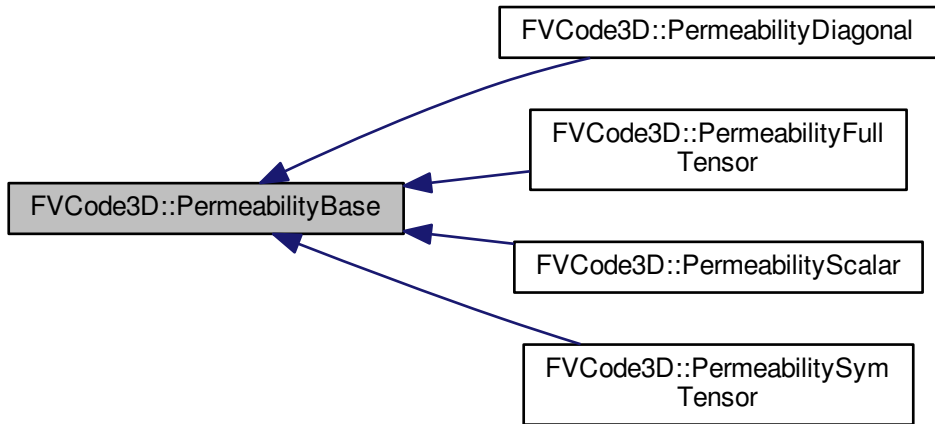 FVCode3D::PermeabilityDiagonal
FVCode3D::PermeabilityFull
Tensor
FVCode3D::PermeabilityBase
FVCode3D::PermeabilityScalar
FVCode3D::PermeabilitySym
Tensor